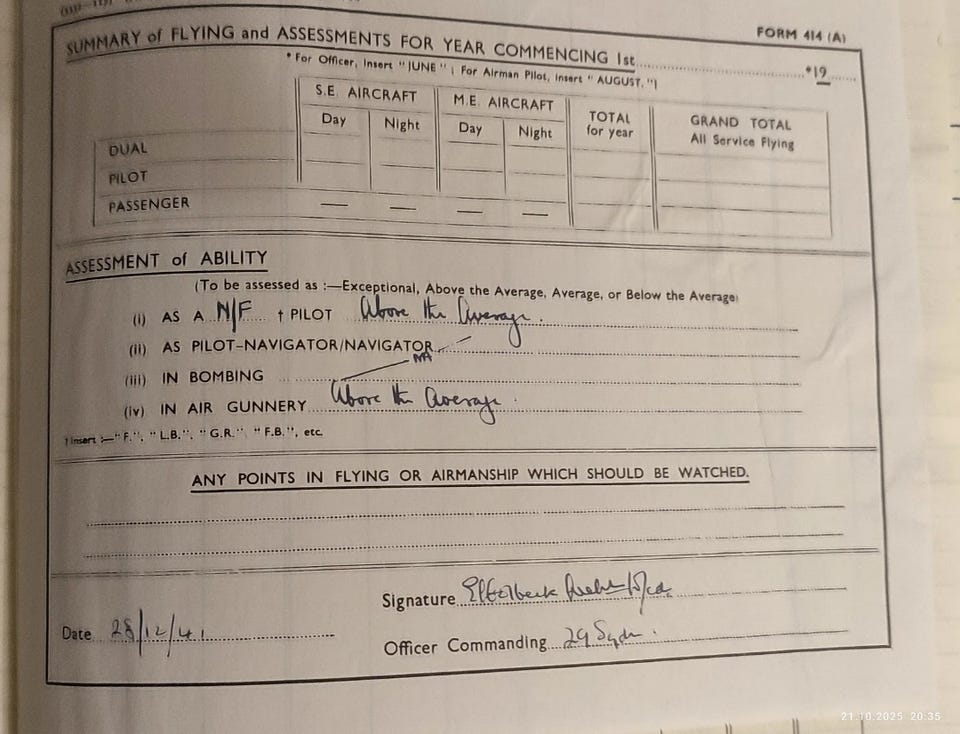 SUMMARY of FLYING and ASSESSMENTS FOR YEAR COMMENCING 1st.......... *19......
FORM 414 (A)
*For Officer, Insert "JUNE" ; For Airman Pilot, insert "AUGUST."]
S.E. AIRCRAFT M.E. AIRCRAFT TOTAL for year GRAND TOTAL All Service Flying
Day Night Day Night
DUAL
PILOT
PASSENGER — — — —
ASSESSMENT of ABILITY
(To be assessed as :—Exceptional, Above the Average, Average, or Below the Average)
(i) AS A N/F † PILOT Above the Average.
(ii) AS PILOT-NAVIGATOR/NAVIGATOR
NA
(iii) IN BOMBING
(iv) IN AIR GUNNERY Above the Average.
† Insert :—"F.", "L.B.", "G.R.", "F.B.", etc.
ANY POINTS IN FLYING OR AIRMANSHIP WHICH SHOULD BE WATCHED.
Signature
Date 28/12/41
Officer Commanding 29 Sqdn.
21.10.2025 20:35